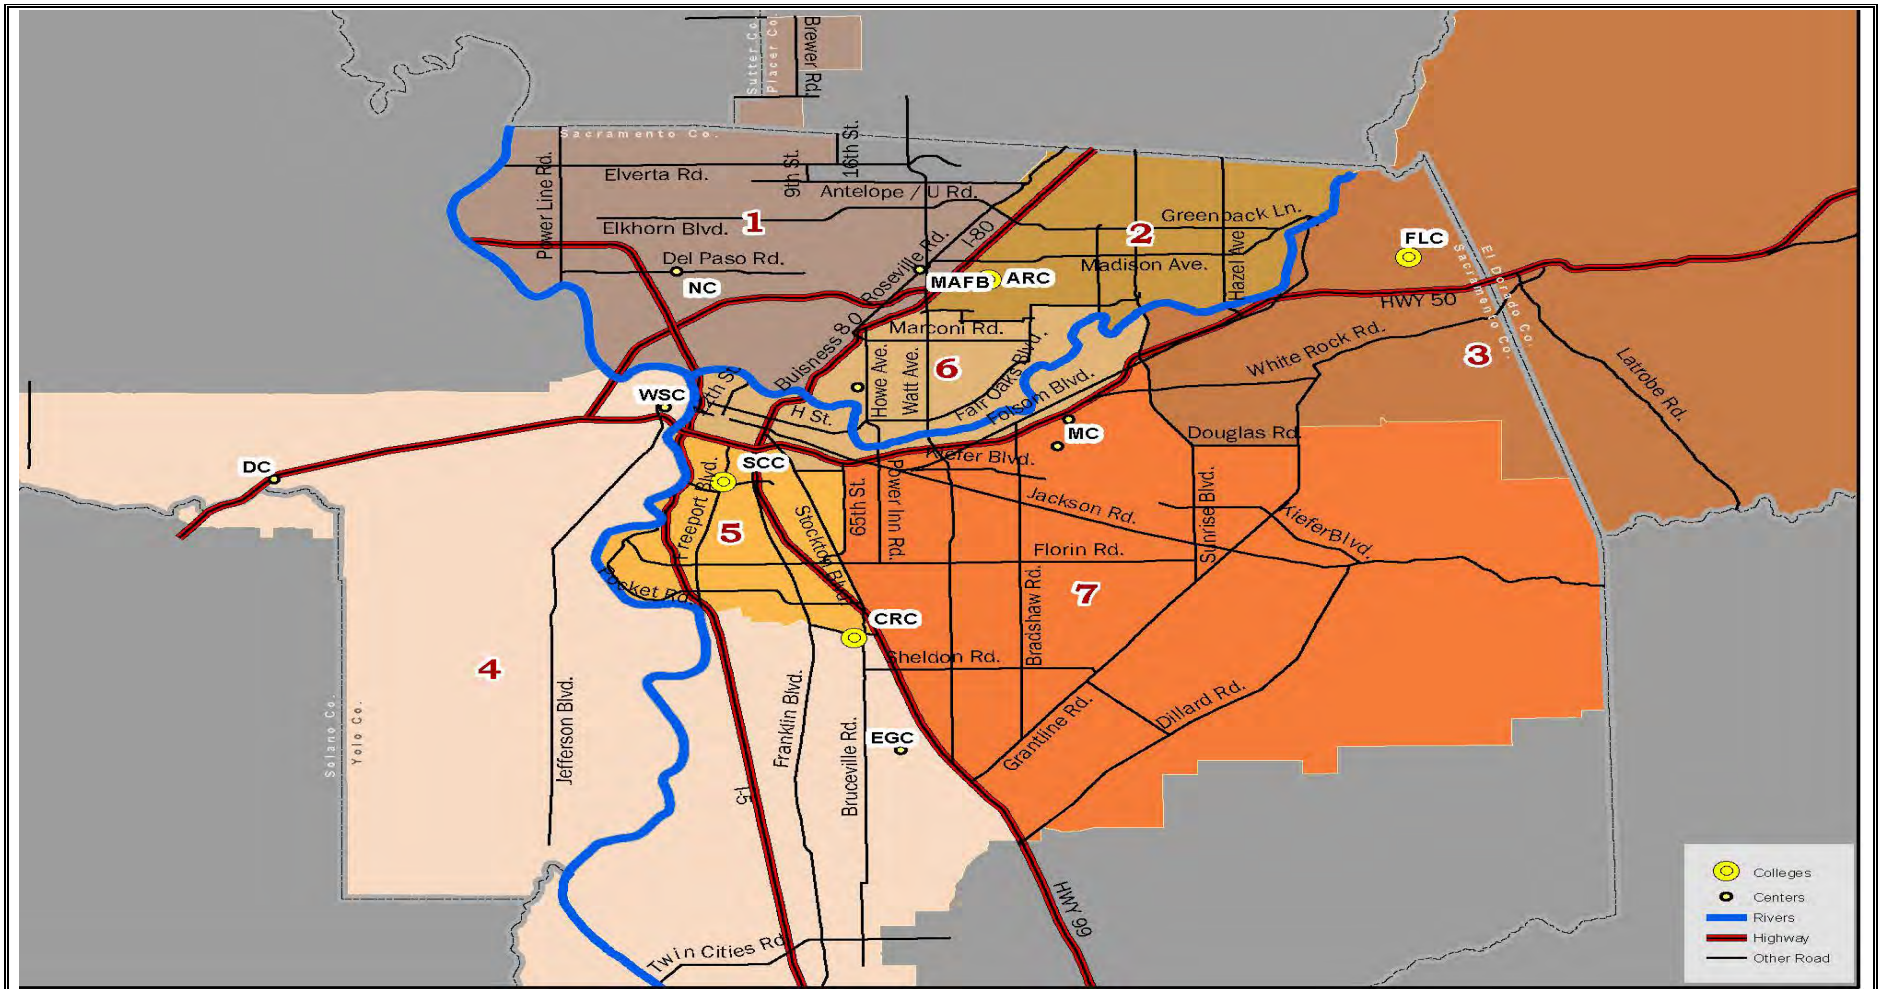 Sutter Co.
Placer Co.
Brewer Rd.
Sacramento Co.
Power Line Rd.
Elverta Rd.
9th St.
16th St.
Antelope / U Rd.
1
Elkhorn Blvd.
Del Paso Rd.
NC
Roseville Rd.
I-80
MAFB
ARC
2
Greenback Ln.
Madison Ave.
Hazel Ave
FLC
El Dorado Co.
Sacramento Co.
HWY 50
3
White Rock Rd.
Latrobe Rd.
Buisness 80
Marconi Rd.
6
Howe Ave.
Watt Ave.
Fair Oaks Blvd.
Folsom Blvd.
WSC
H St.
MC
Douglas Rd.
Kiefer Blvd.
DC
SCC
Freeport Blvd.
5
Stockton Blvd.
65th St.
Power Inn Rd.
Jackson Rd.
Sunrise Blvd.
Kiefer Blvd.
Florin Rd.
Pocket Rd.
7
Bradshaw Rd.
CRC
Sheldon Rd.
4
Jefferson Blvd.
Franklin Blvd.
Bruceville Rd.
EGC
Grantline Rd.
Dillard Rd.
Solano Co.
Yolo Co.
I-5
HWY 99
Twin Cities Rd
Colleges
Centers
Rivers
Highway
Other Road